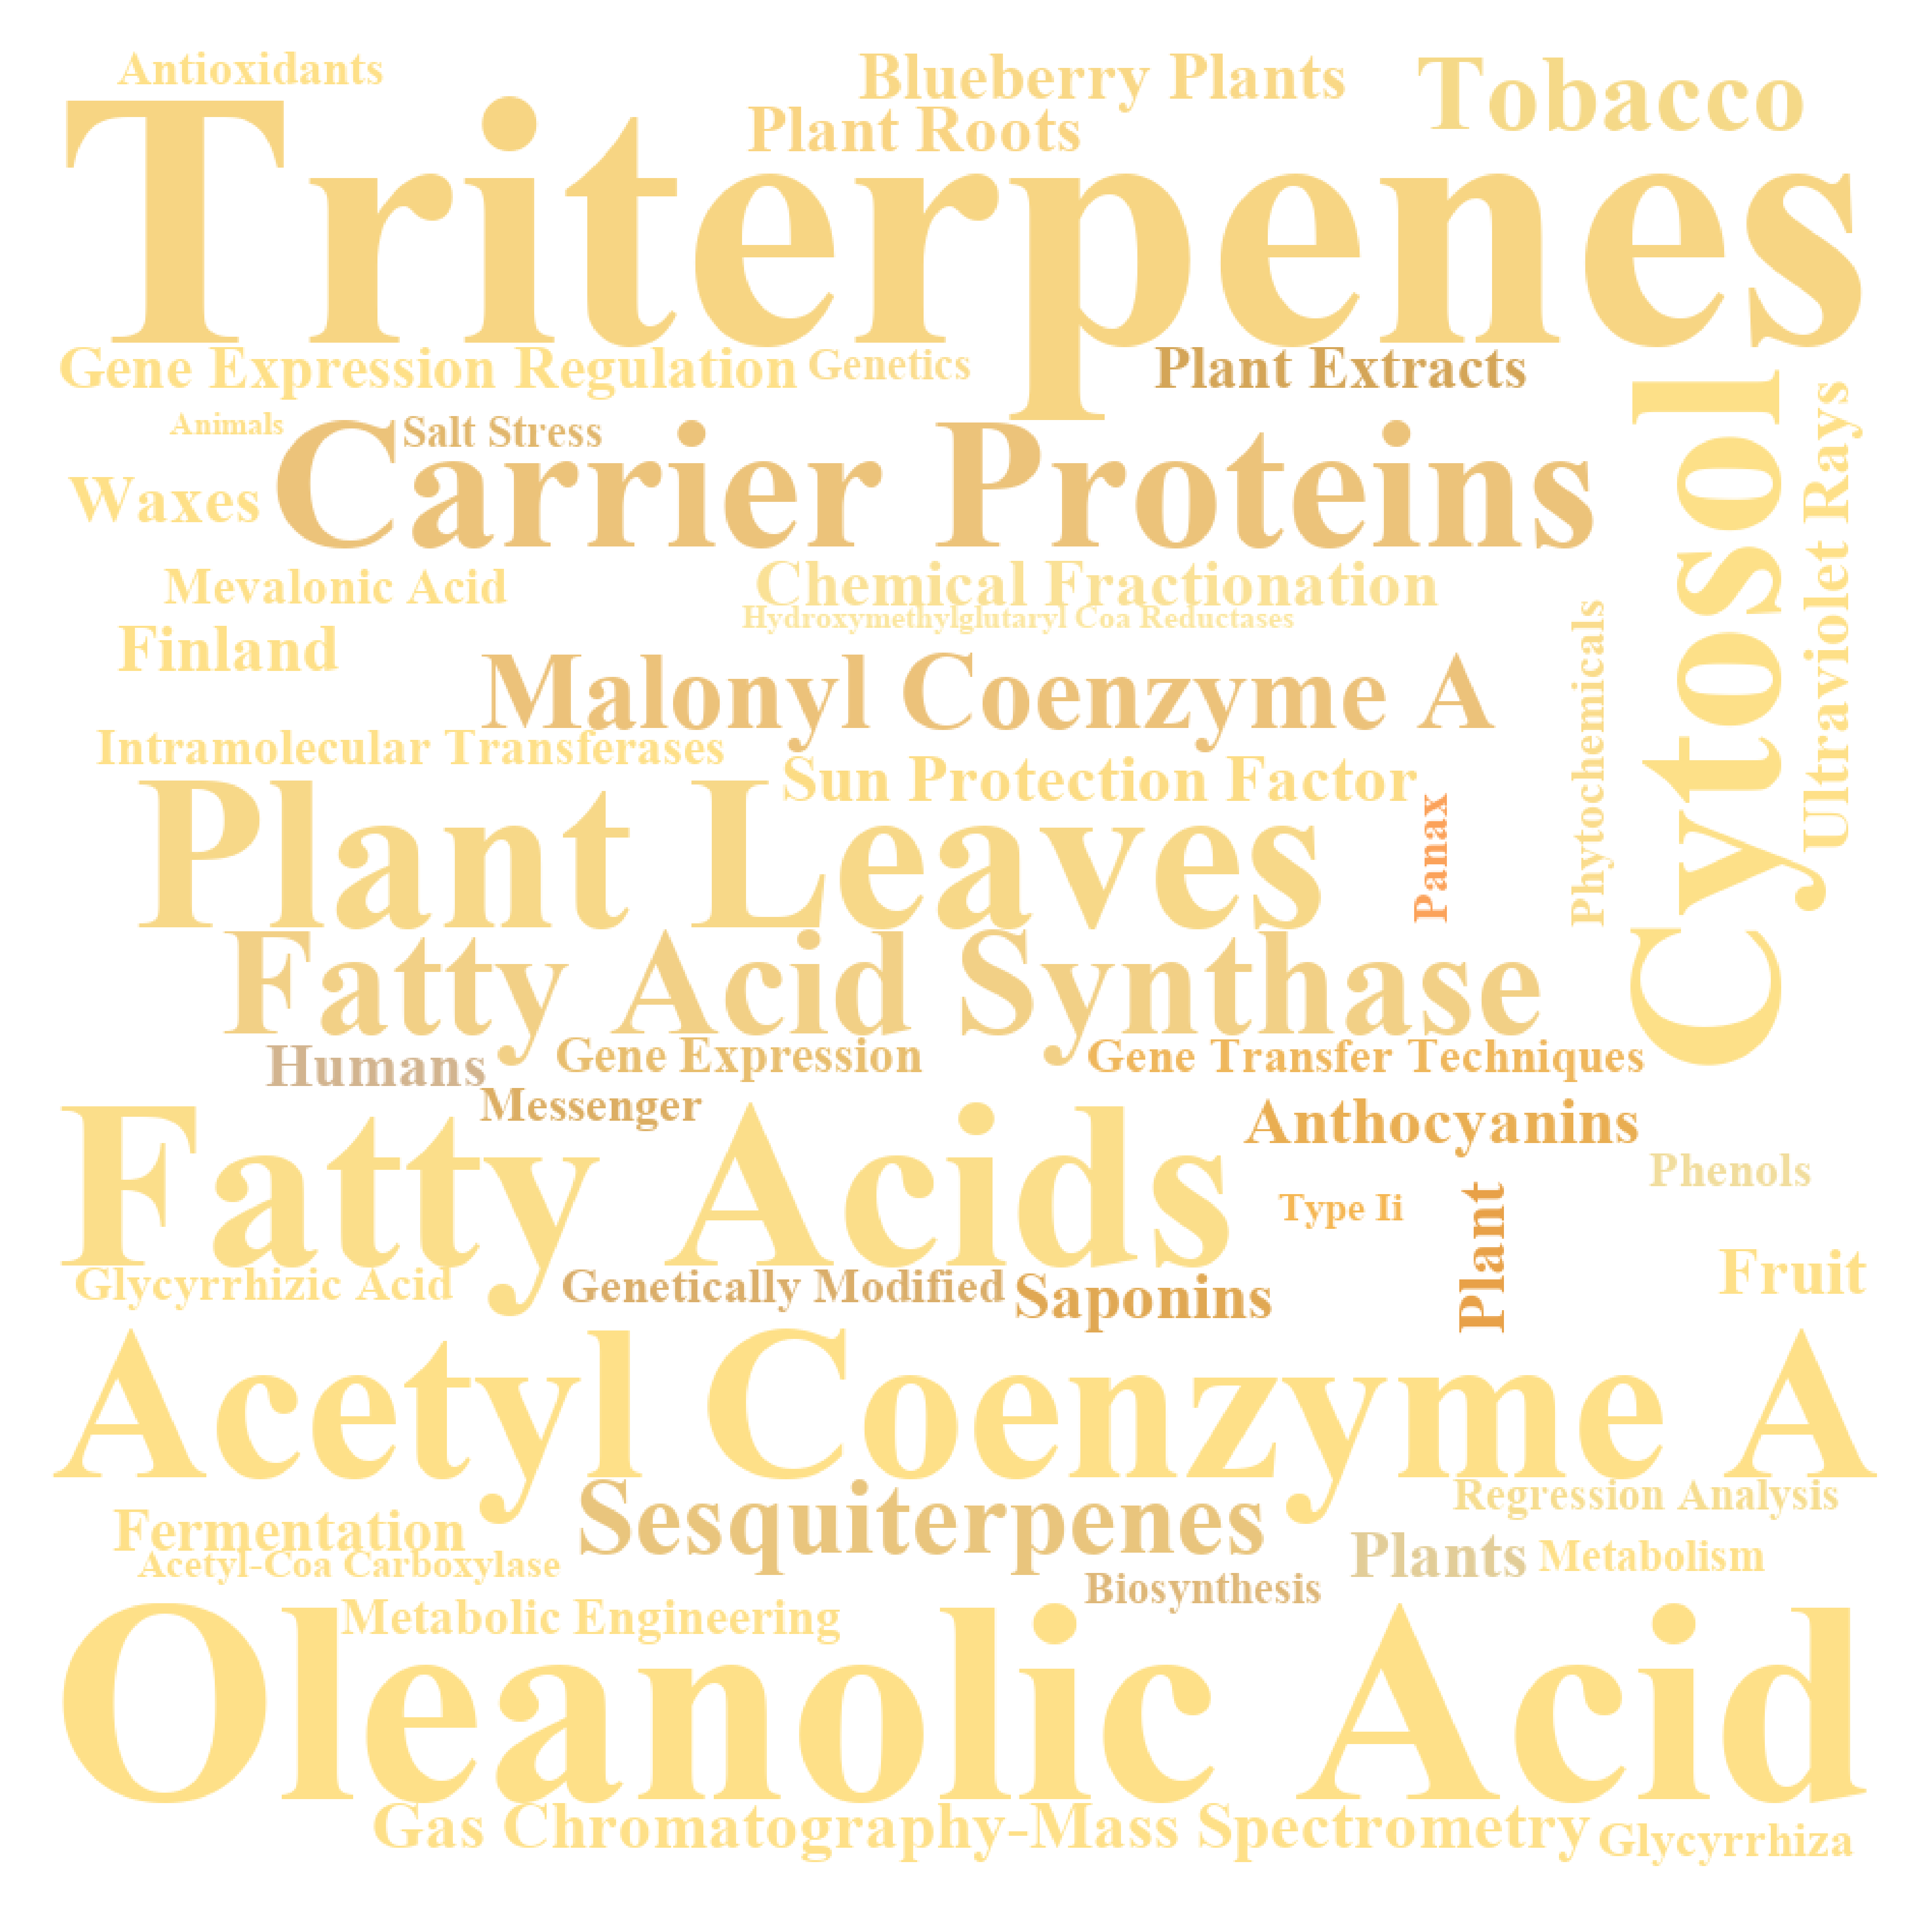 Antioxidants
Blueberry Plants
Tobacco
Plant Roots
Triterpenes
Gene Expression Regulation
Genetics
Plant Extracts
Animals
Salt Stress
Carrier Proteins
Waxes
Cytosol
Ultraviolet Rays
Mevalonic Acid
Chemical Fractionation
Hydroxymethylglutaryl Coa Reductases
Finland
Malonyl Coenzyme A
Phytochemicals
Intramolecular Transferases
Sun Protection Factor
Plant Leaves
Panax
Fatty Acid Synthase
Humans
Gene Expression
Gene Transfer Techniques
Messenger
Anthocyanins
Fatty Acids
Phenols
Type Ii
Plant
Fruit
Glycyrrhizic Acid
Genetically Modified
Saponins
Acetyl Coenzyme A
Sesquiterpenes
Regression Analysis
Fermentation
Plants
Metabolism
Acetyl-Coa Carboxylase
Biosynthesis
Metabolic Engineering
Oleanolic Acid
Gas Chromatography-Mass Spectrometry
Glycyrrhiza